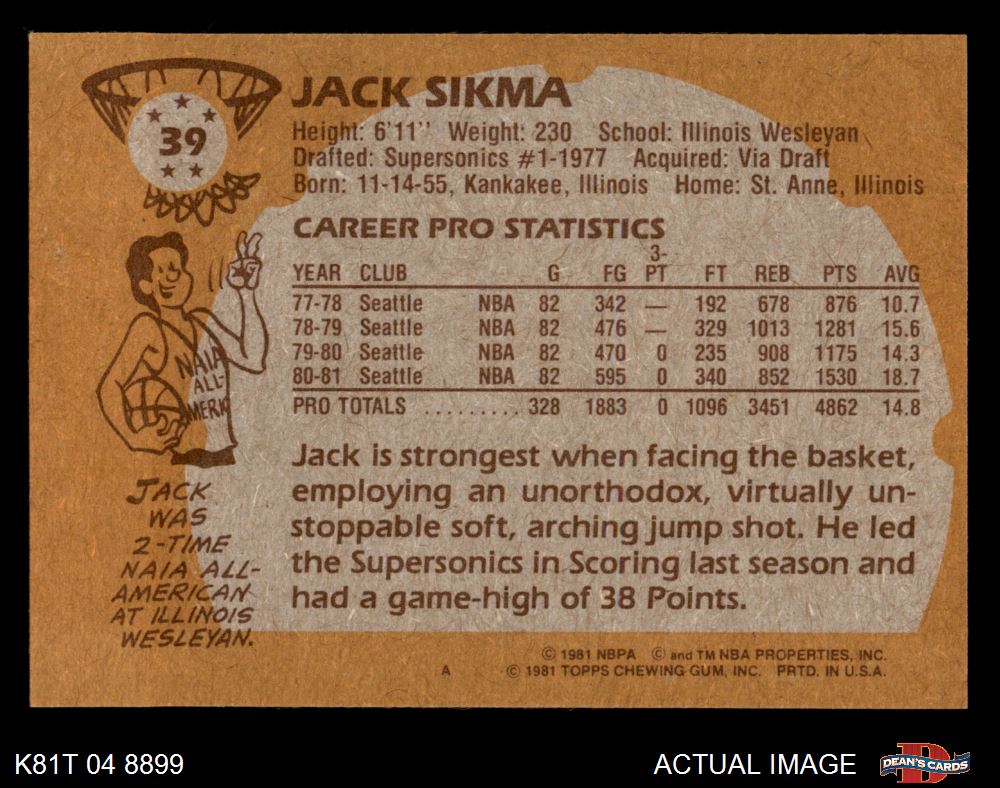 39
JACK SIKMA
Height: 6'11" Weight: 230 School: Illinois Wesleyan
Drafted: Supersonics #1-1977 Acquired: Via Draft
Born: 11-14-55, Kankakee, Illinois Home: St. Anne, Illinois
CAREER PRO STATISTICS
YEAR CLUB G FG 3-PT FT REB PTS AVG
77-78 Seattle NBA 82 342 — 192 678 876 10.7
78-79 Seattle NBA 82 476 — 329 1013 1281 15.6
79-80 Seattle NBA 82 470 0 235 908 1175 14.3
80-81 Seattle NBA 82 595 0 340 852 1530 18.7
PRO TOTALS ......... 328 1883 0 1096 3451 4862 14.8
NAIA
ALL-
AMERIC
JACK
WAS
2-TIME
NAIA ALL-
AMERICAN
AT ILLINOIS
WESLEYAN.
Jack is strongest when facing the basket,
employing an unorthodox, virtually un-
stoppable soft, arching jump shot. He led
the Supersonics in Scoring last season and
had a game-high of 38 Points.
© 1981 NBPA © and TM NBA PROPERTIES, INC.
A © 1981 TOPPS CHEWING GUM, INC. PRTD. IN U.S.A.
K81T 04 8899
ACTUAL IMAGE
D
DEAN'S CARDS